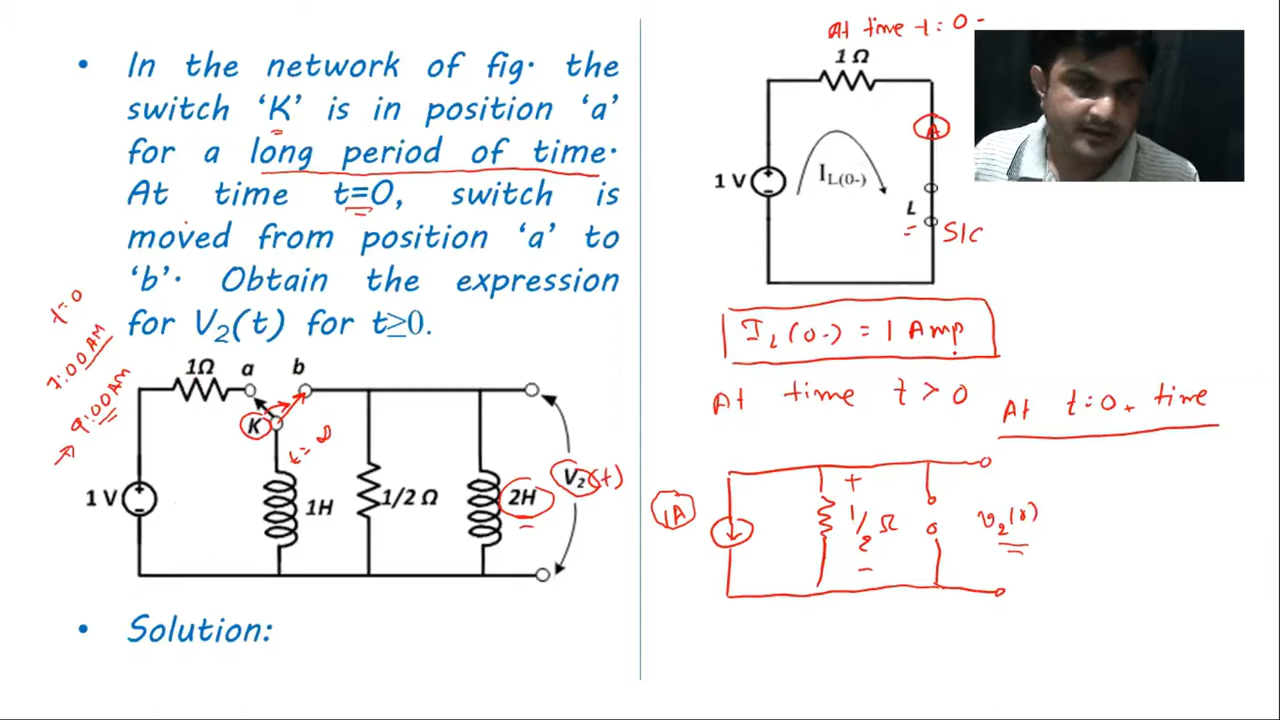 • In the network of fig. the
switch ‘K’ is in position ‘a’
for a long period of time.
At time t=0, switch is
moved from position ‘a’ to
‘b’. Obtain the expression
for V2(t) for t≥0.
t=0
7:00 AM
9:00 AM
1Ω a b
K
t=
1 V
1H
1/2 Ω
2H
V2(t)
• Solution:
At time t=0-
1 Ω
A
1 V
IL(0-)
L
S/C
IL(0-) = 1 Amp.
At time t > 0
At t=0+ time
1A
+
1/2 Ω
-
v2(t)